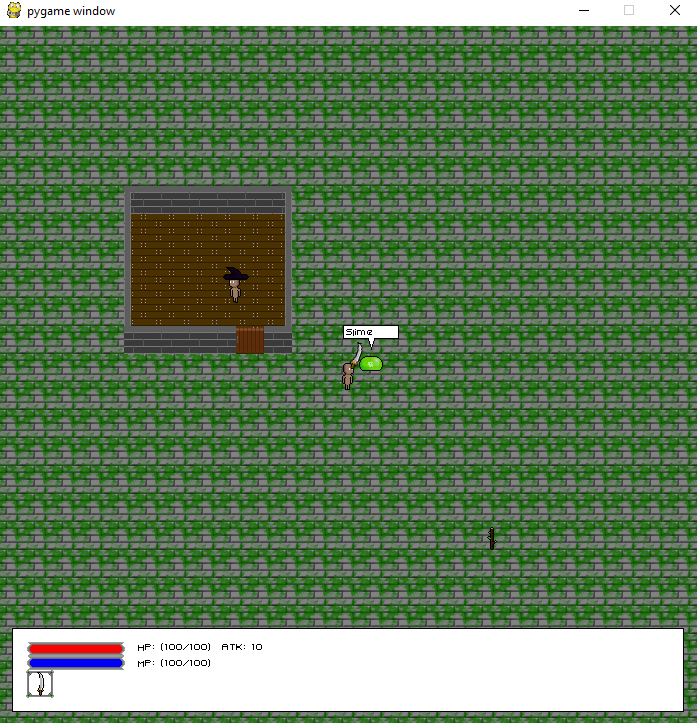 pygame window
Slime
HP: (100/100) ATK: 10
MP: (100/100)